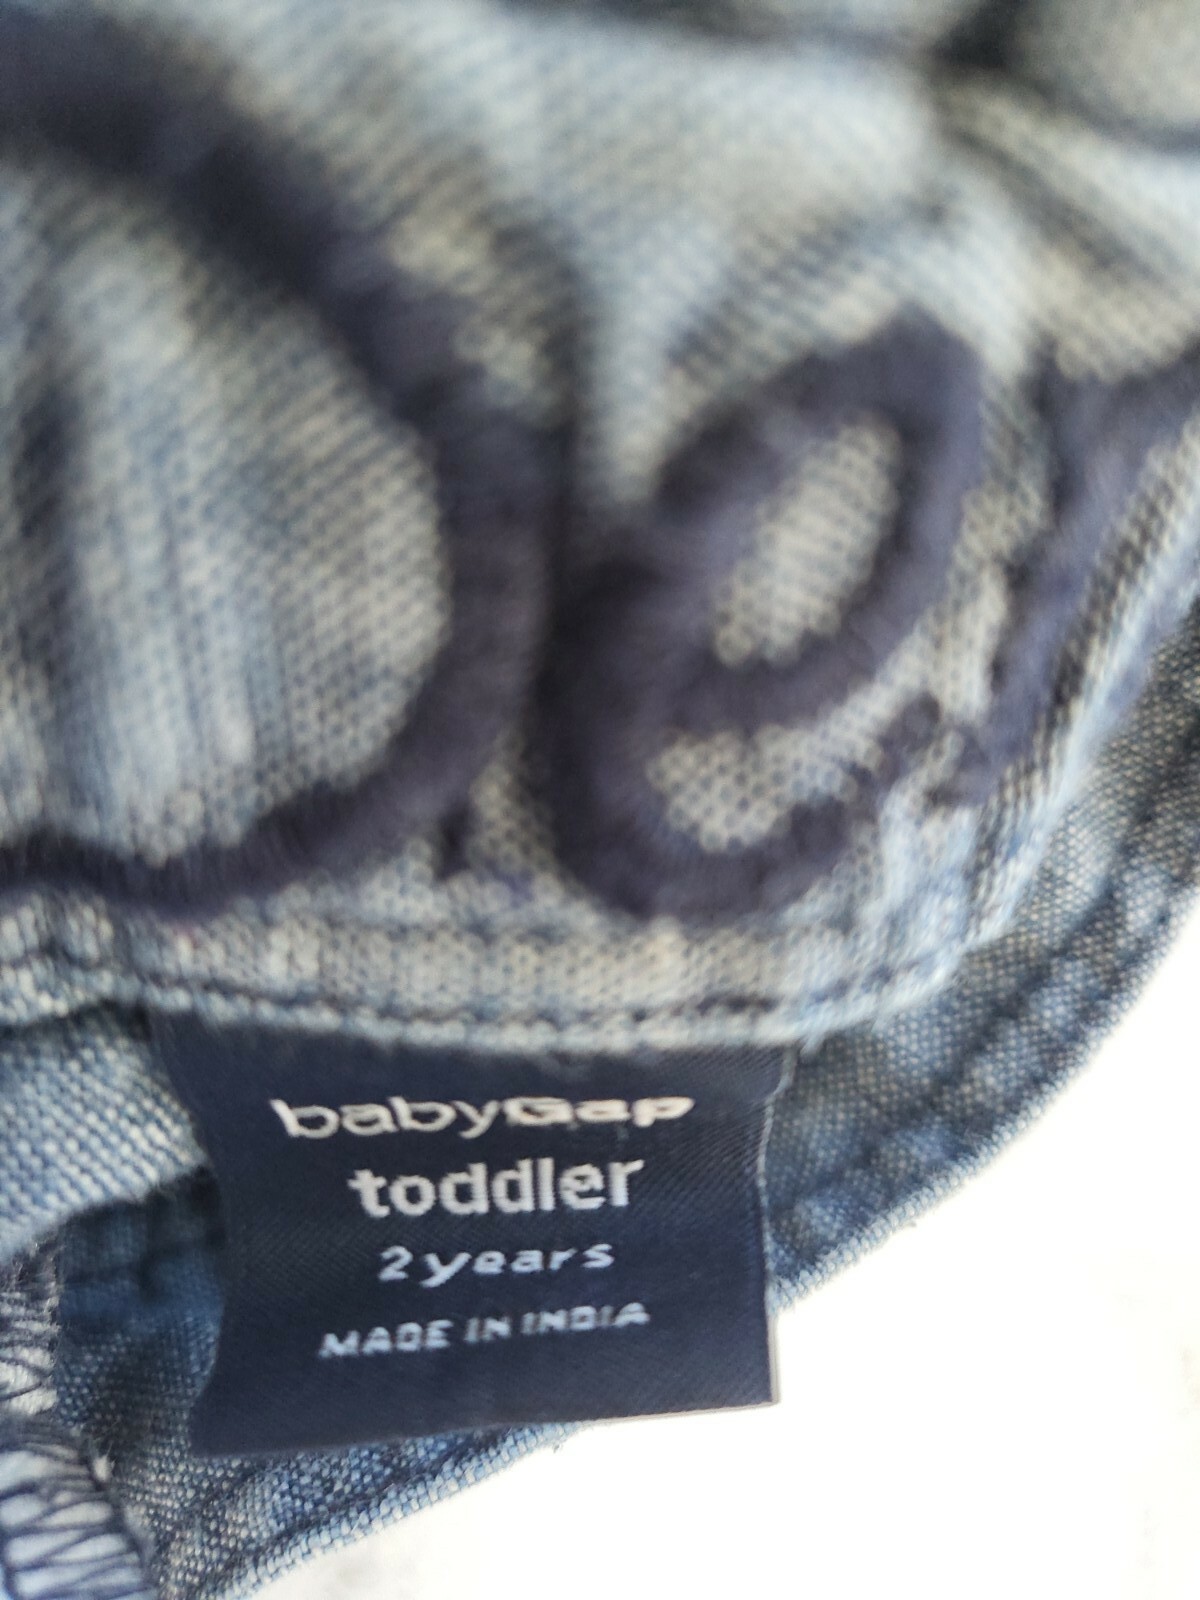 babyGap
toddler
2 years
MADE IN INDIA